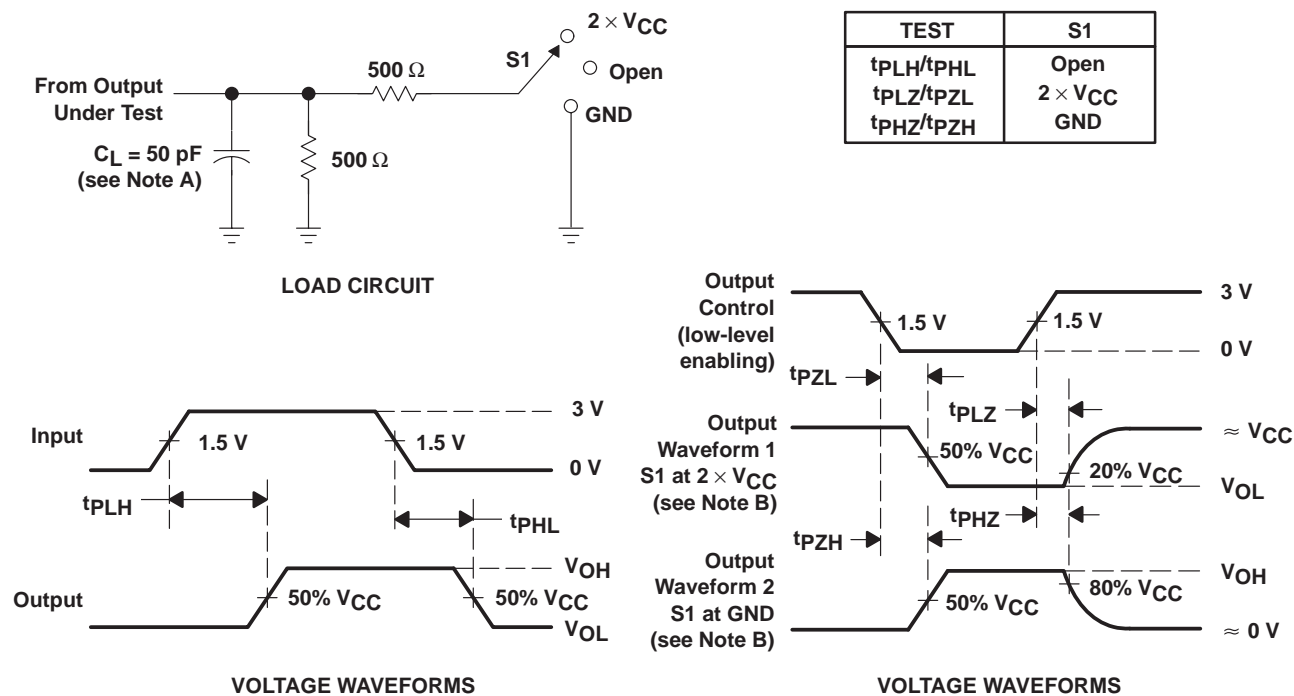 2 × VCC
S1
500 Ω
Open
From Output
Under Test
GND
CL = 50 pF
(see Note A)
500 Ω
LOAD CIRCUIT
TEST S1
tPLH/tPHL Open
tPLZ/tPZL 2 × VCC
tPHZ/tPZH GND
Input
1.5 V
1.5 V
3 V
0 V
tPLH
tPHL
Output
50% VCC
50% VCC
VOH
VOL
VOLTAGE WAVEFORMS
Output
Control
(low-level
enabling)
1.5 V
1.5 V
3 V
0 V
tPZL
tPLZ
Output
Waveform 1
S1 at 2 × VCC
(see Note B)
50% VCC
20% VCC
≈ VCC
VOL
tPZH
tPHZ
Output
Waveform 2
S1 at GND
(see Note B)
50% VCC
80% VCC
VOH
≈ 0 V
VOLTAGE WAVEFORMS